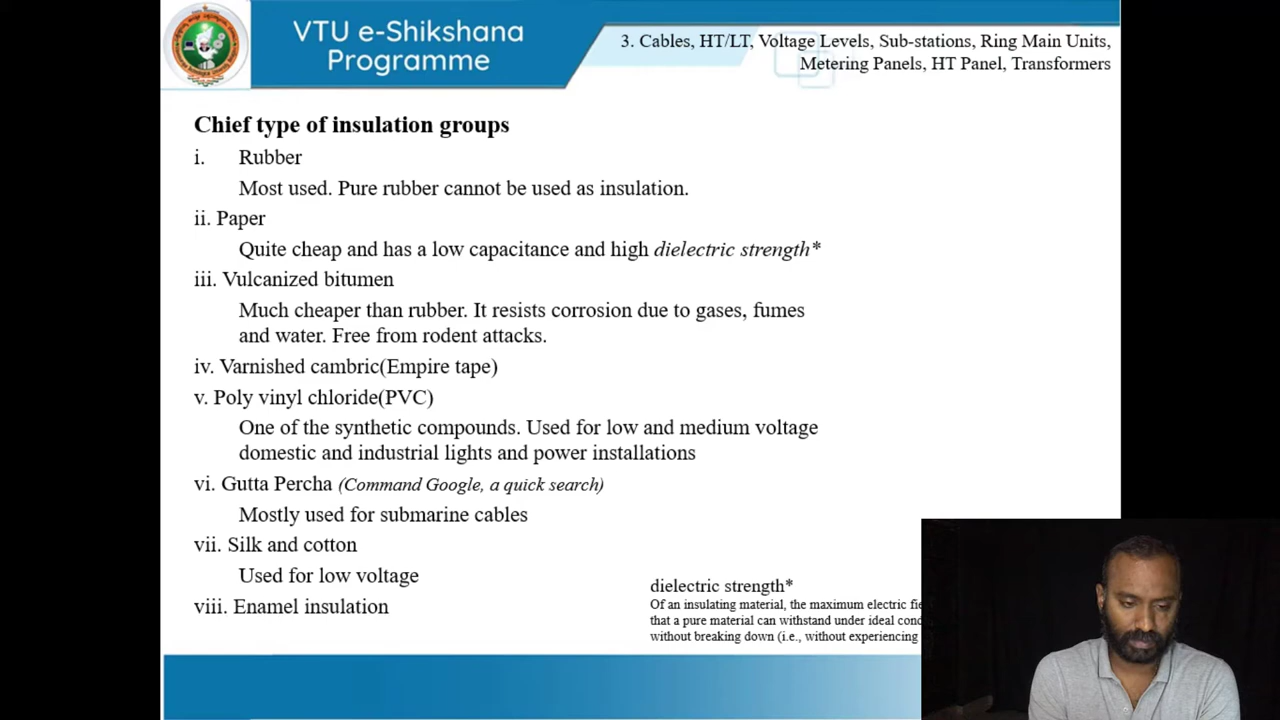 VTU e-Shikshana
Programme
3. Cables, HT/LT, Voltage Levels, Sub-stations, Ring Main Units,
Metering Panels, HT Panel, Transformers
Chief type of insulation groups
i. Rubber
Most used. Pure rubber cannot be used as insulation.
ii. Paper
Quite cheap and has a low capacitance and high dielectric strength*
iii. Vulcanized bitumen
Much cheaper than rubber. It resists corrosion due to gases, fumes
and water. Free from rodent attacks.
iv. Varnished cambric(Empire tape)
v. Poly vinyl chloride(PVC)
One of the synthetic compounds. Used for low and medium voltage
domestic and industrial lights and power installations
vi. Gutta Percha (Command Google, a quick search)
Mostly used for submarine cables
vii. Silk and cotton
Used for low voltage
viii. Enamel insulation
dielectric strength*
Of an insulating material, the maximum electric
that a pure material can withstand under ideal
without breaking down (i.e., without experiencing